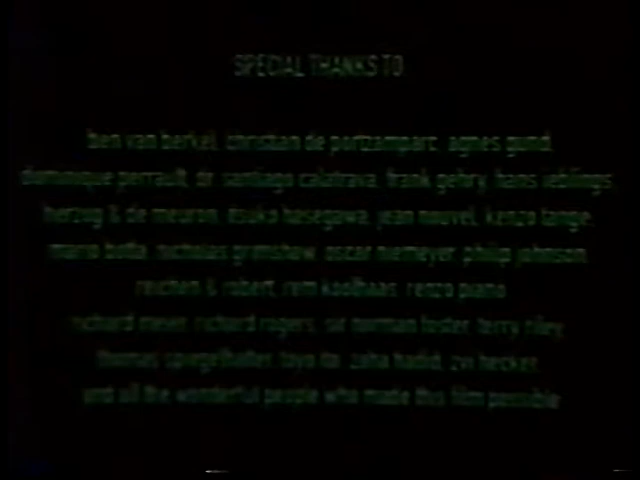 SPECIAL THANKS TO
ben van berkel, christian de portzamparc, agnes gund,
dominique perrault, dr. santiago calatrava, frank gehry, hans ieblings,
herzog & de meuron, itsuko hasegawa, jean nouvel, kenzo tange,
mario botta, nicholas grimshaw, oscar niemeyer, philip johnson,
reichen & robert, rem koolhaas, renzo piano,
richard meier, richard rogers, sir norman foster, terry riley,
thomas spiegelhalter, toyo ito, zaha hadid, zvi hecker,
and all the wonderful people who made this film possible